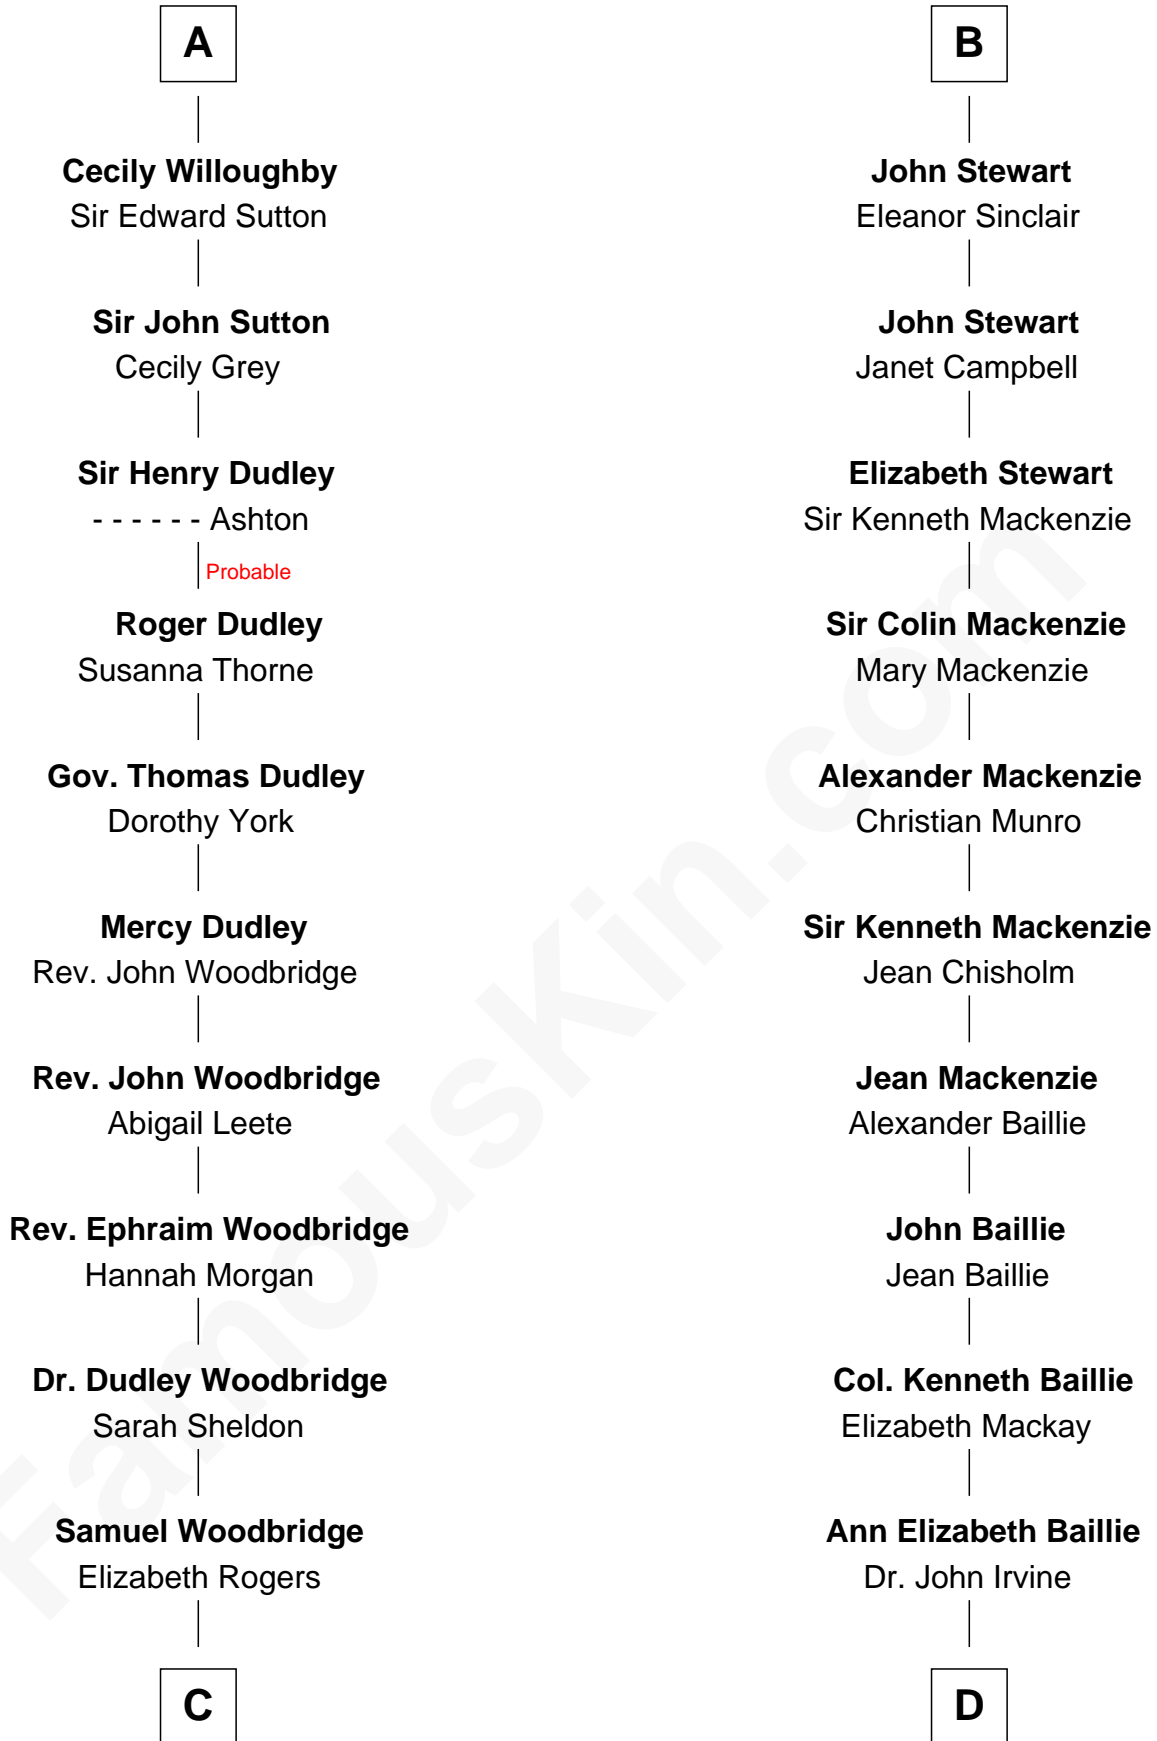 A
Cecily Willoughby
Sir Edward Sutton
Sir John Sutton
Cecily Grey
Sir Henry Dudley
- - - - - - Ashton
Probable
Roger Dudley
Susanna Thorne
Gov. Thomas Dudley
Dorothy York
Mercy Dudley
Rev. John Woodbridge
Rev. John Woodbridge
Abigail Leete
Rev. Ephraim Woodbridge
Hannah Morgan
Dr. Dudley Woodbridge
Sarah Sheldon
Samuel Woodbridge
Elizabeth Rogers
C
B
John Stewart
Eleanor Sinclair
John Stewart
Janet Campbell
Elizabeth Stewart
Sir Kenneth Mackenzie
Sir Colin Mackenzie
Mary Mackenzie
Alexander Mackenzie
Christian Munro
Sir Kenneth Mackenzie
Jean Chisholm
Jean Mackenzie
Alexander Baillie
John Baillie
Jean Baillie
Col. Kenneth Baillie
Elizabeth Mackay
Ann Elizabeth Baillie
Dr. John Irvine
D
FamousKin.com